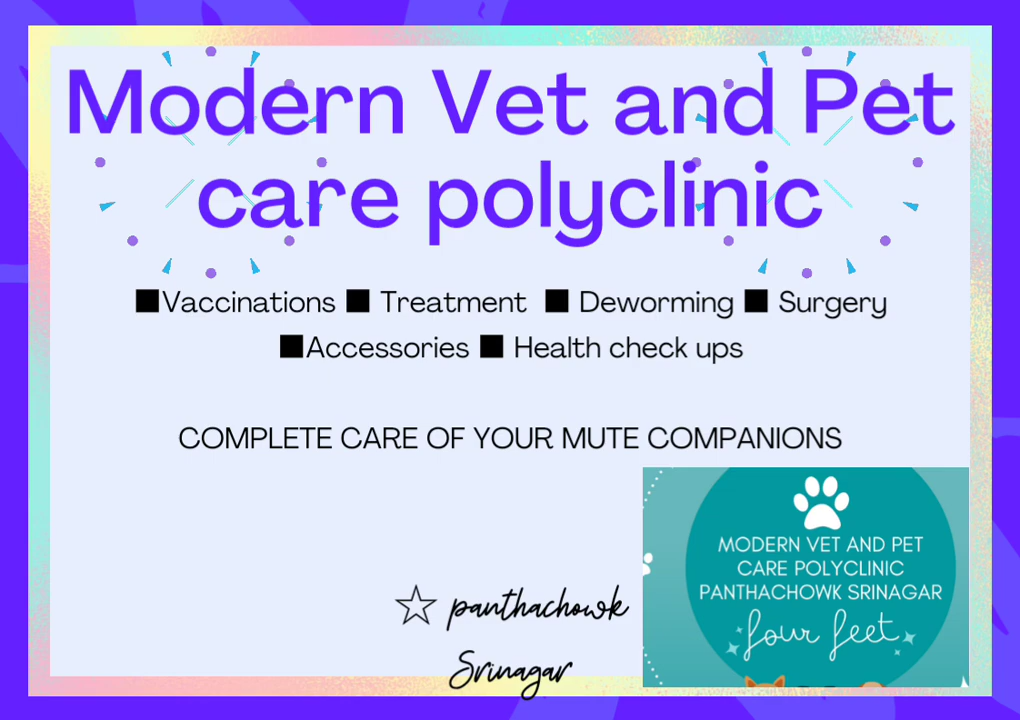 Modern Vet and Pet
care polyclinic
■Vaccinations ■ Treatment ■ Deworming ■ Surgery
■Accessories ■ Health check ups
COMPLETE CARE OF YOUR MUTE COMPANIONS
☆ panthachowk
Srinagar
MODERN VET AND PET
CARE POLYCLINIC
PANTHACHOWK SRINAGAR
four feet